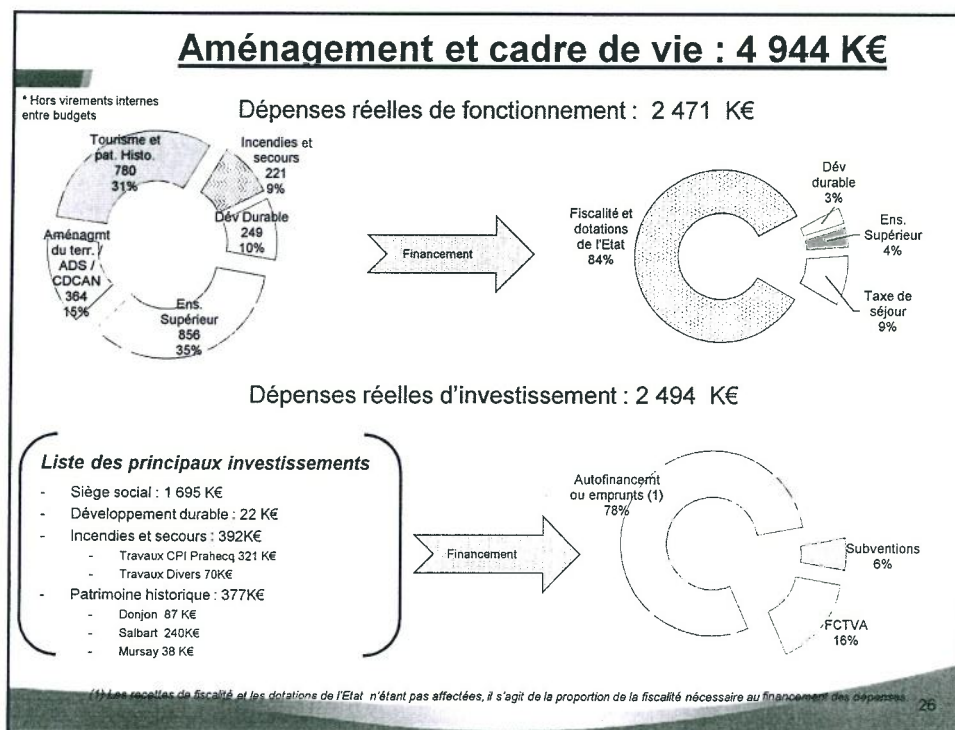 Aménagement et cadre de vie : 4 944 K€
* Hors virements internes
entre budgets
Dépenses réelles de fonctionnement : 2 471 K€
Tourisme et
pat. Histo.
780
31%
Incendies et
secours
221
9%
Dév Durable
249
10%
Aménagmt
du terr. /
ADS /
CDCAN
364
15%
Ens.
Supérieur
856
35%
Financement
Fiscalité et
dotations
de l'Etat
84%
Dév
durable
3%
Ens.
Supérieur
4%
Taxe de
séjour
9%
Dépenses réelles d'investissement : 2 494 K€
Liste des principaux investissements
- Siège social : 1 695 K€
- Développement durable : 22 K€
- Incendies et secours : 392K€
- Travaux CPI Prahecq 321 K€
- Travaux Divers 70K€
- Patrimoine historique : 377K€
- Donjon 87 K€
- Salbart 240K€
- Mursay 38 K€
Financement
Autofinancemt
ou emprunts (1)
78%
Subventions
6%
FCTVA
16%
(1) Les recettes de fiscalité et les dotations de l'Etat n'étant pas affectées, il s'agit de la proportion de la fiscalité nécessaire au financement des dépenses
26